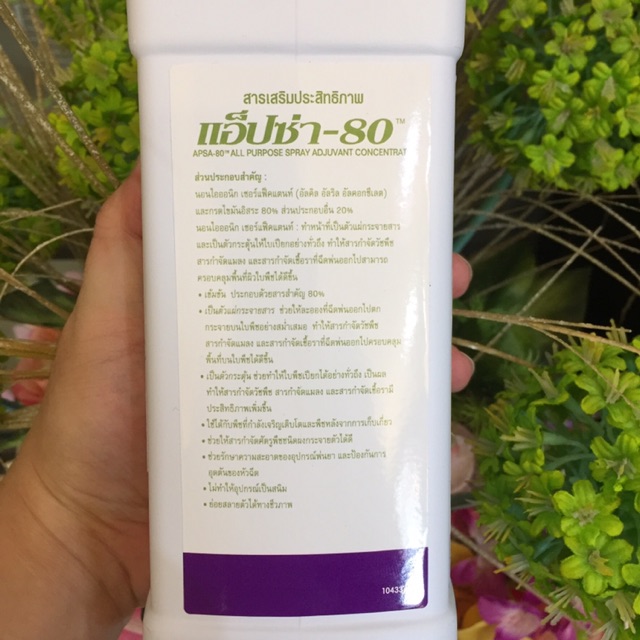 สารเสริมประสิทธิภาพ
แอ็ปซ่า-80™
APSA-80™ ALL PURPOSE SPRAY ADJUVANT CONCENTRAT
ส่วนประกอบสำคัญ :
นอนไอออนิก เซอร์แฟ็คแตนท์ (อัลคิล อัลริล อัลคอกซีเลต)
และกรดไขมันอิสระ 80% ส่วนประกอบอื่น 20%
นอนไอออนิก เซอร์แฟ็คแตนท์ : ทำหน้าที่เป็นตัวแผ่กระจายสาร
และเป็นตัวกระตุ้นให้ใบเปียกอย่างทั่วถึง ทำให้สารกำจัดวัชพืช
สารกำจัดแมลง และสารกำจัดเชื้อราที่ฉีดพ่นออกไปสามารถ
ครอบคลุมพื้นที่ผิวใบพืชได้ดีขึ้น
• เข้มข้น ประกอบด้วยสารสำคัญ 80%
• เป็นตัวแผ่กระจายสาร ช่วยให้ละอองที่ฉีดพ่นออกไปตก
กระจายบนใบพืชอย่างสม่ำเสมอ ทำให้สารกำจัดวัชพืช
สารกำจัดแมลง และสารกำจัดเชื้อราที่ฉีดพ่นออกไปครอบคลุม
พื้นที่บนใบพืชได้ดีขึ้น
• เป็นตัวกระตุ้น ช่วยทำให้ใบพืชเปียกได้อย่างทั่วถึง เป็นผล
ทำให้สารกำจัดวัชพืช สารกำจัดแมลง และสารกำจัดเชื้อรามี
ประสิทธิภาพเพิ่มขึ้น
• ใช้ได้กับพืชที่กำลังเจริญเติบโตและพืชหลังจากการเก็บเกี่ยว
• ช่วยให้สารกำจัดศัตรูพืชชนิดผงกระจายตัวได้ดี
• ช่วยรักษาความสะอาดของอุปกรณ์พ่นยา และป้องกันการ
อุดตันของหัวฉีด
• ไม่ทำให้อุปกรณ์เป็นสนิม
• ย่อยสลายตัวได้ทางชีวภาพ